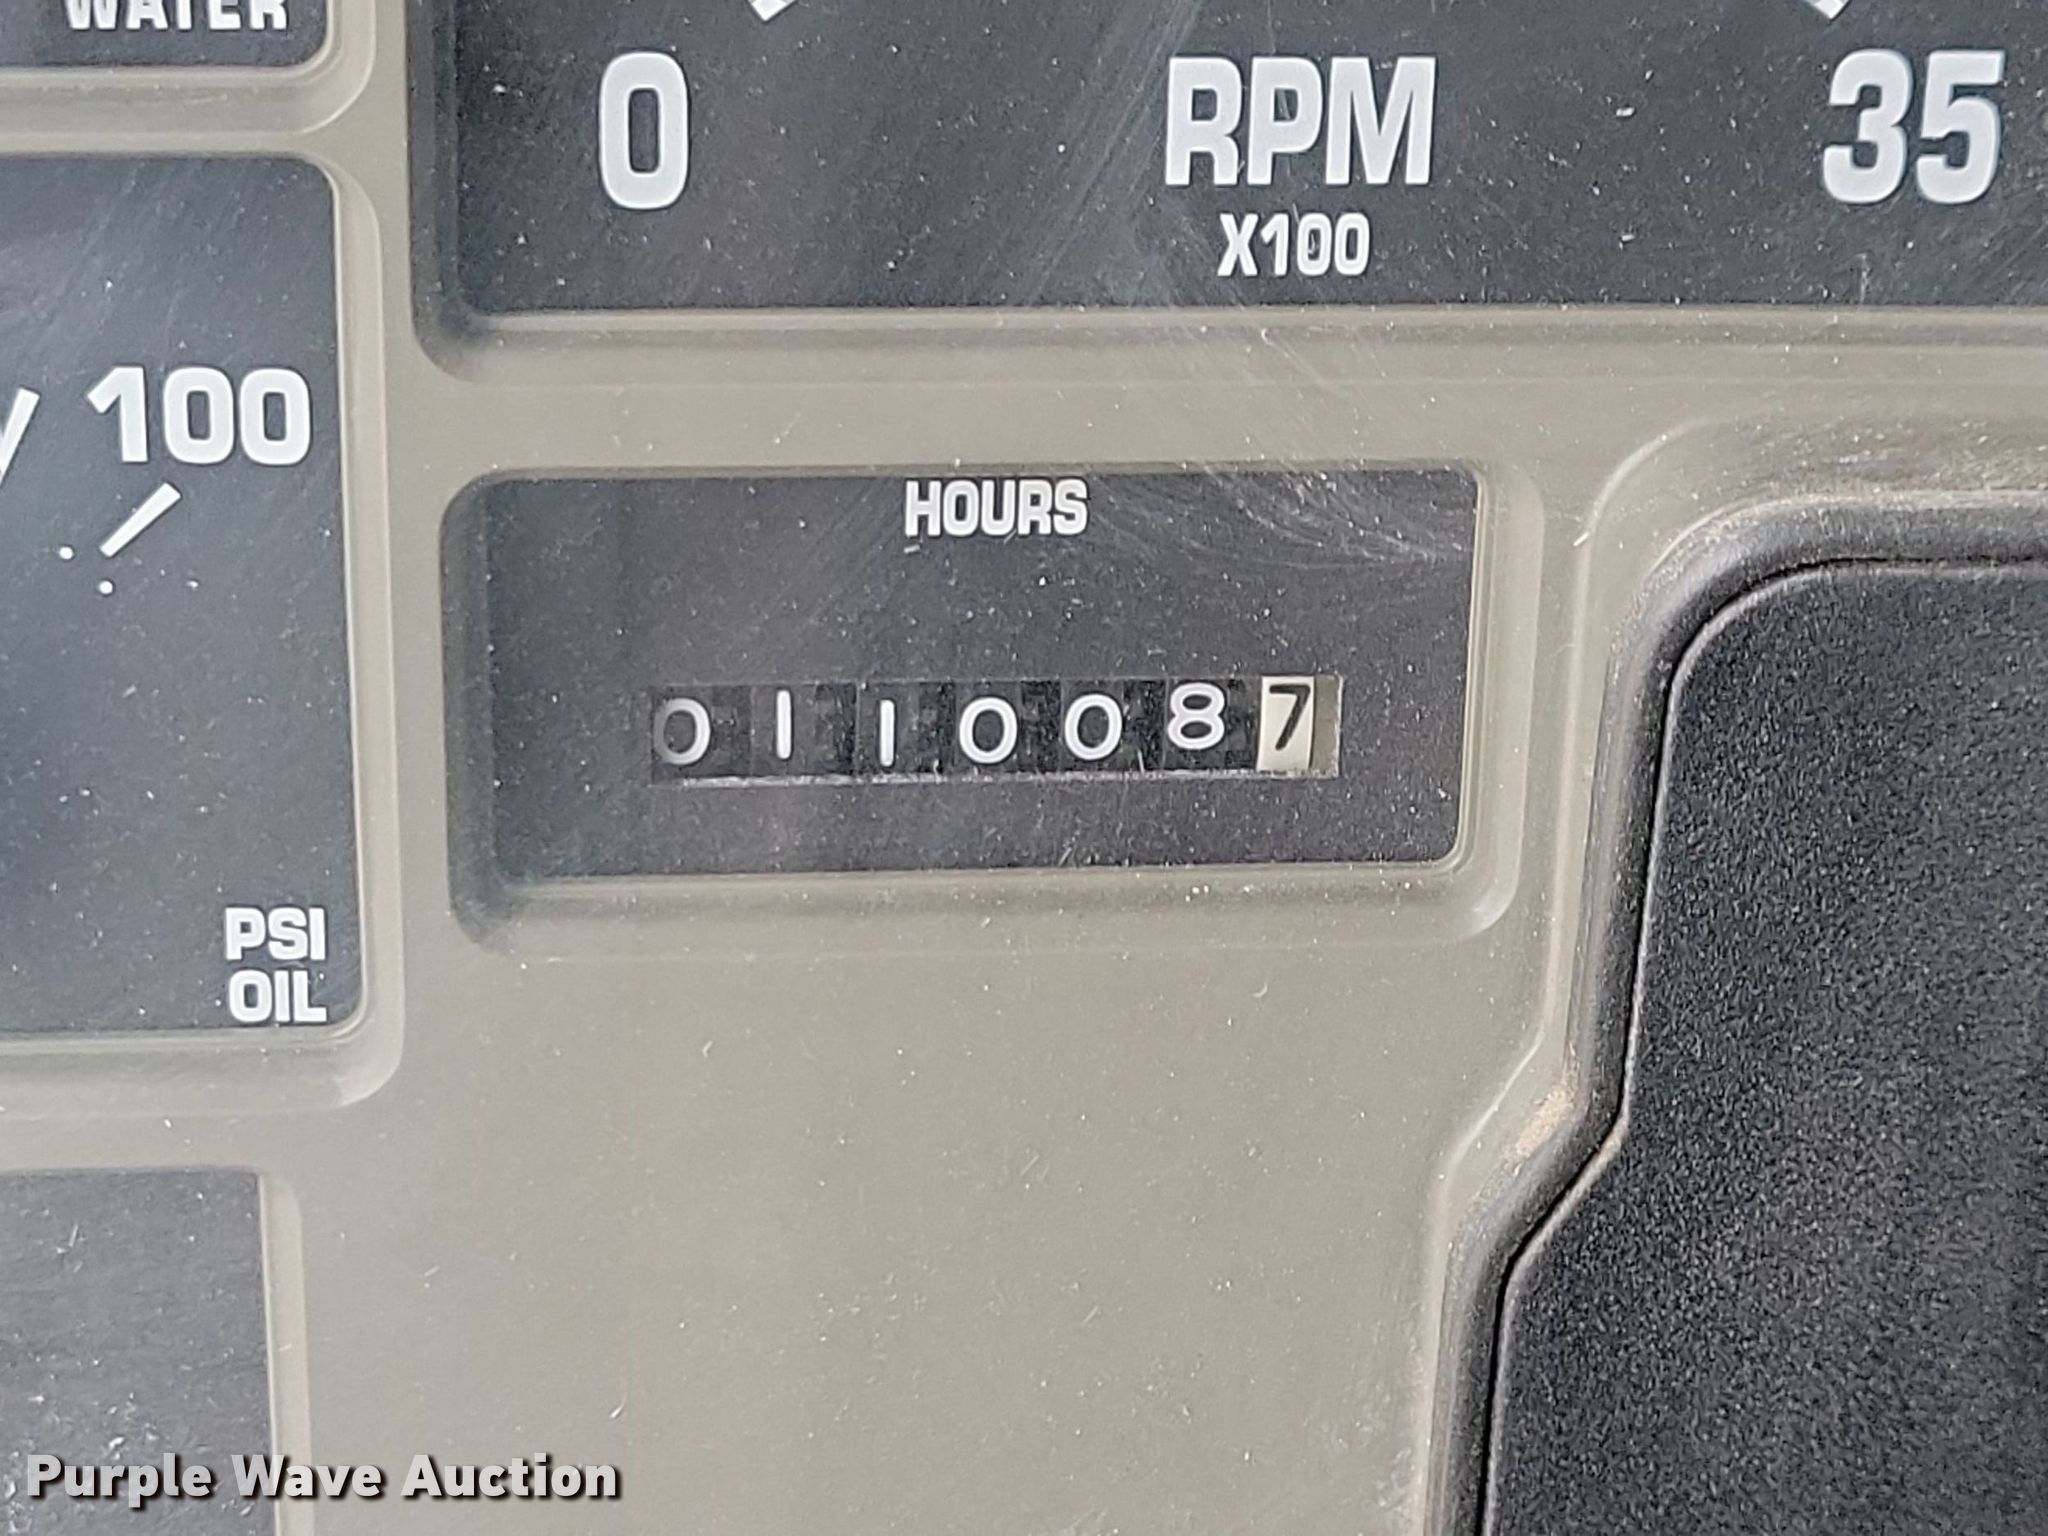 WATER
0 RPM 35
X100
100
HOURS
0110087
PSI
OIL
Purple Wave Auction